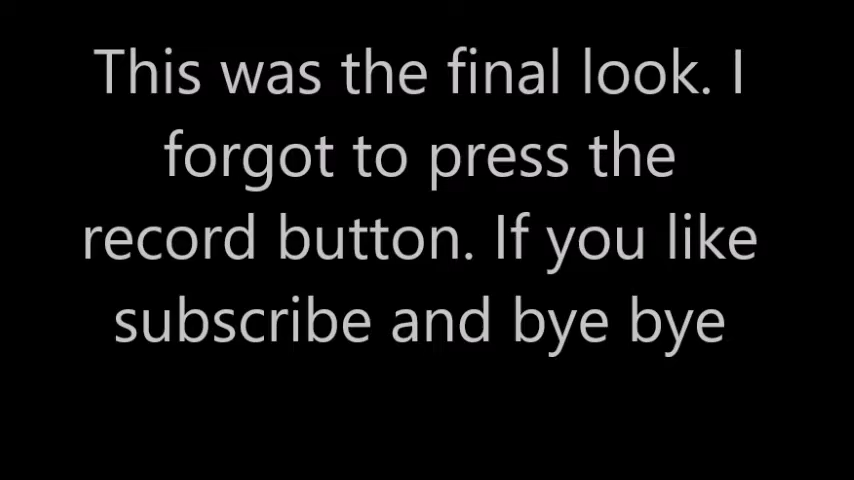 This was the final look. I
forgot to press the
record button. If you like
subscribe and bye bye